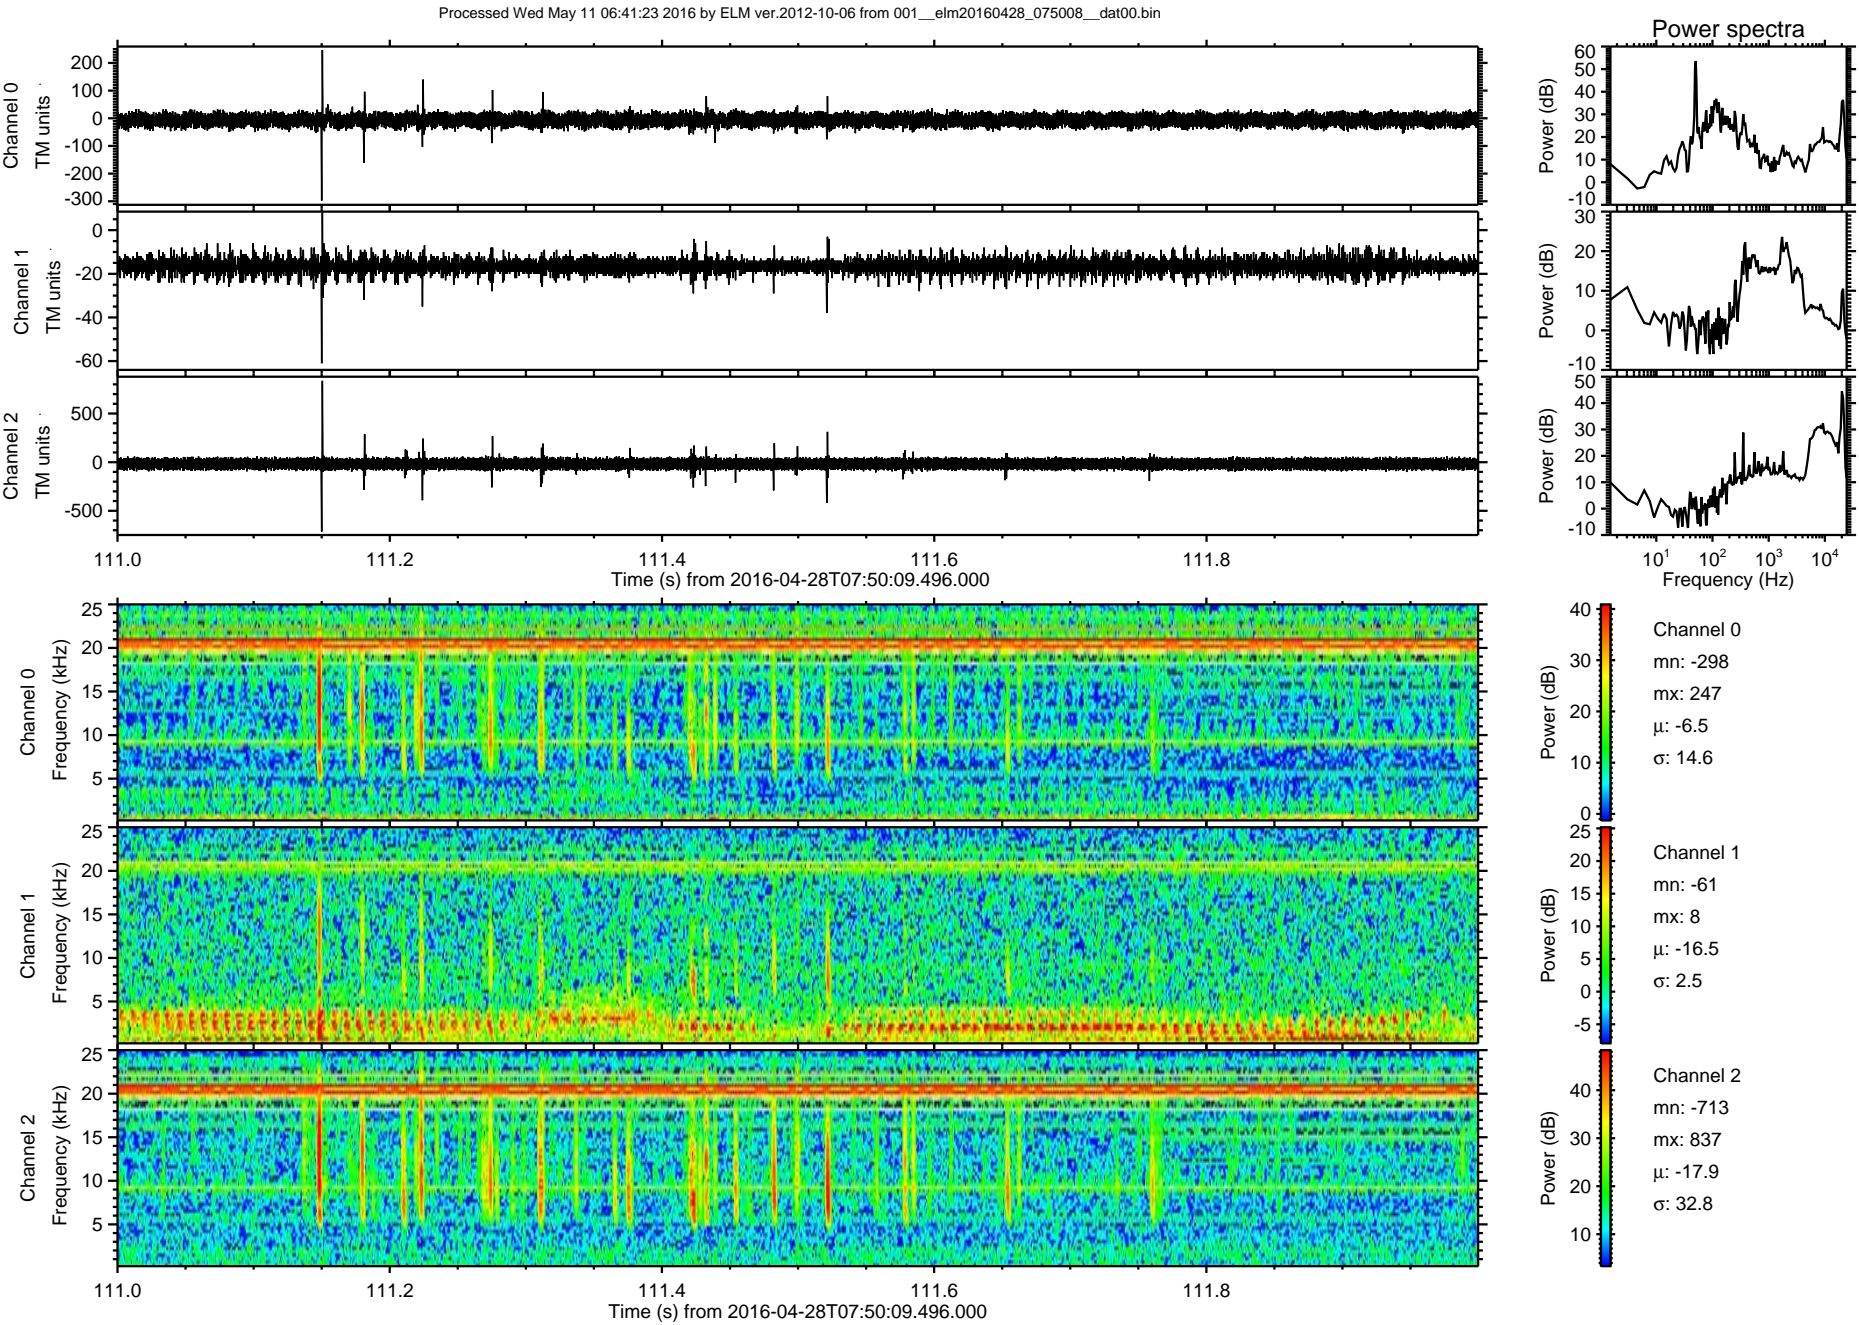 Processed Wed May 11 06:41:23 2016 by ELM ver.2012-10-06 from 001__elm20160428_075008__dat00.bin
Power spectra
Channel 0
TM units
200
100
0
-100
-200
-300
Power (dB)
60
50
40
30
20
10
0
-10
Channel 1
TM units
0
-20
-40
-60
Power (dB)
30
20
10
0
-10
Channel 2
TM units
500
0
-500
Power (dB)
50
40
30
20
10
0
-10
111.0 111.2 111.4 111.6 111.8
Time (s) from 2016-04-28T07:50:09.496.000
10^1 10^2 10^3 10^4
Frequency (Hz)
Channel 0
Frequency (kHz)
25
20
15
10
5
Power (dB)
40
30
20
10
0
Channel 0
mn: -298
mx: 247
μ: -6.5
σ: 14.6
Channel 1
Frequency (kHz)
25
20
15
10
5
Power (dB)
25
20
15
10
5
0
-5
Channel 1
mn: -61
mx: 8
μ: -16.5
σ: 2.5
Channel 2
Frequency (kHz)
25
20
15
10
5
Power (dB)
40
30
20
10
Channel 2
mn: -713
mx: 837
μ: -17.9
σ: 32.8
111.0 111.2 111.4 111.6 111.8
Time (s) from 2016-04-28T07:50:09.496.000